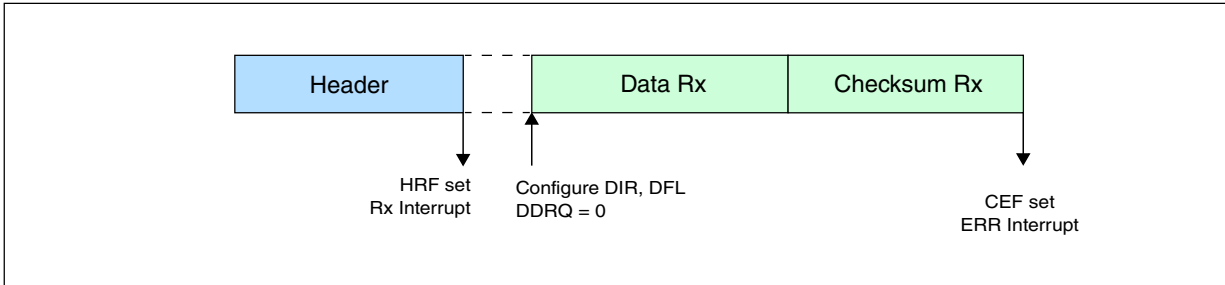 Header
Data Rx
Checksum Rx
HRF set
Rx Interrupt
Configure DIR, DFL
DDRQ = 0
CEF set
ERR Interrupt